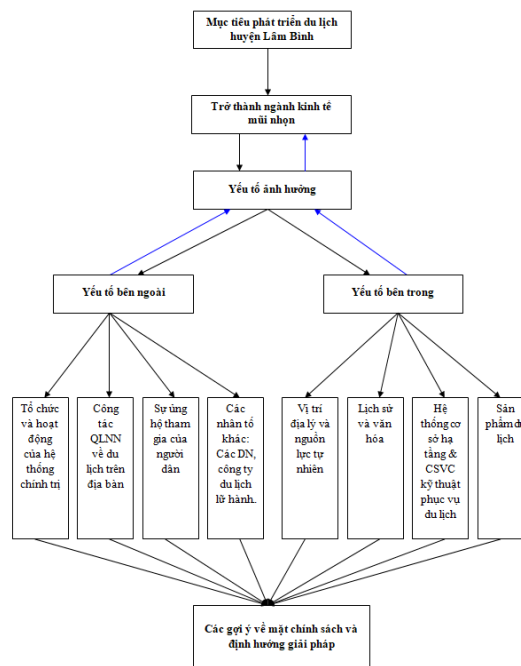 Mục tiêu phát triển du lịch
huyện Lâm Bình
Trở thành ngành kinh tế
mũi nhọn
Yếu tố ảnh hưởng
Yếu tố bên ngoài
Yếu tố bên trong
Tổ chức
và hoạt
động
của hệ
thống
chính trị
Công
tác
QLNN
về du
lịch trên
địa bàn
Sự ủng
hộ tham
gia của
người
dân
Các
nhân tố
khác:
Các DN,
công ty
du lịch
lữ hành.
Vị trí
địa lý và
nguồn
lực tự
nhiên
Lịch sử
và văn
hóa
Hệ
thống cơ
sở hạ
tầng &
CSVC
kỹ thuật
phục vụ
du lịch
Sản
phẩm du
lịch
Các gợi ý về mặt chính sách và
định hướng giải pháp